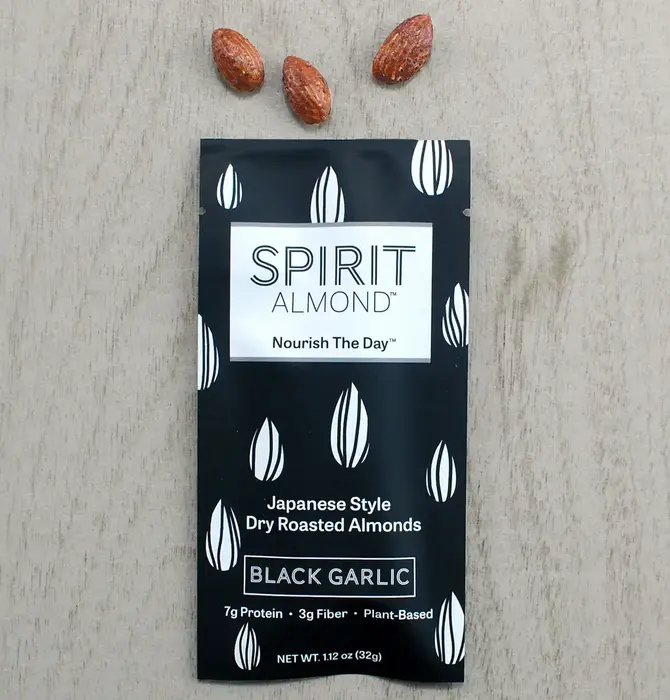 SPIRIT
ALMOND™
Nourish The Day™
Japanese Style
Dry Roasted Almonds
BLACK GARLIC
7g Protein • 3g Fiber • Plant-Based
NET WT. 1.12 oz (32g)